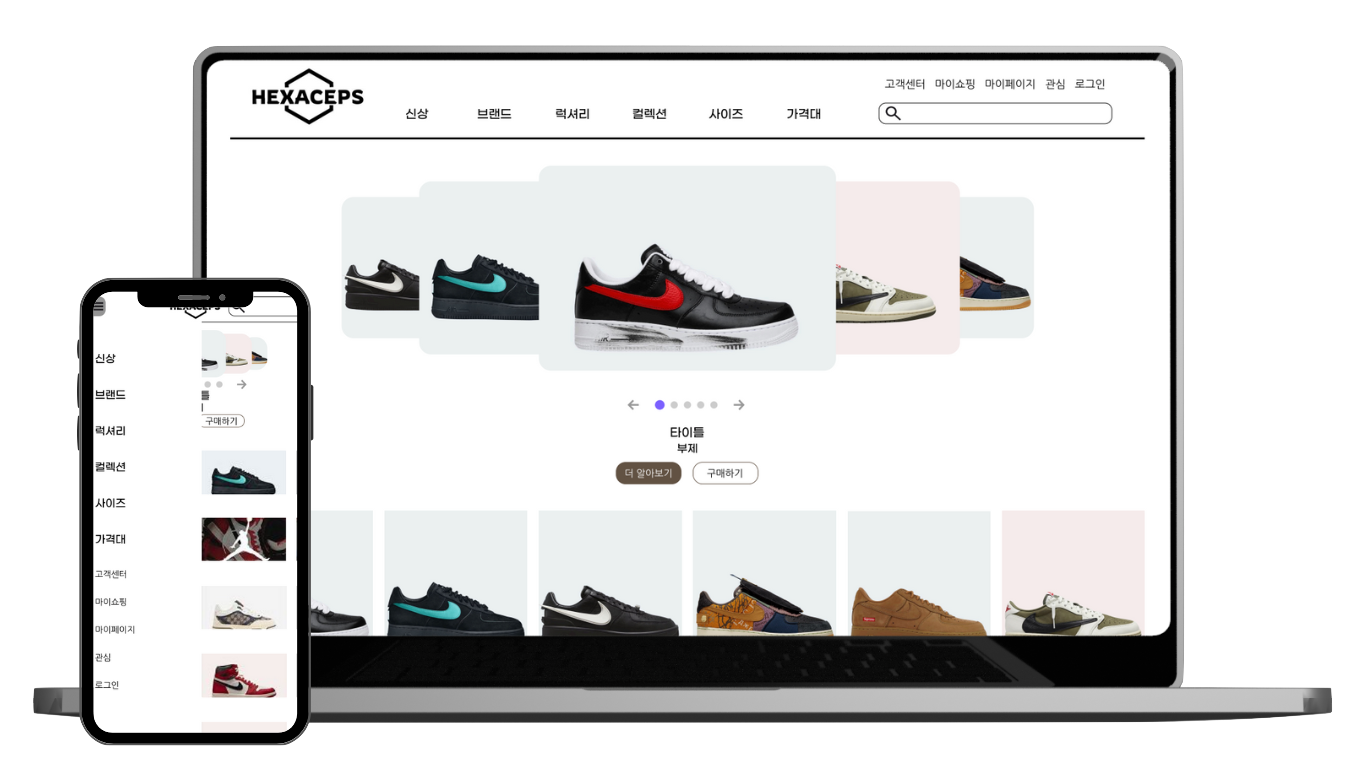 HEXACEPS
고객센터 마이쇼핑 마이페이지 관심 로그인
신상 브랜드 럭셔리 컬렉션 사이즈 가격대
타이틀
부제
더 알아보기 구매하기
HEXACEPS
신상
브랜드
럭셔리
컬렉션
사이즈
가격대
고객센터
마이쇼핑
마이페이지
관심
로그인
틀
구매하기
Supreme